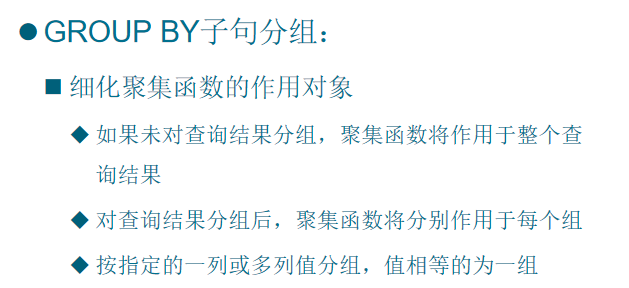 GROUP BY子句分组：
细化聚集函数的作用对象
如果未对查询结果分组，聚集函数将作用于整个查
询结果
对查询结果分组后，聚集函数将分别作用于每个组
按指定的一列或多列值分组，值相等的为一组